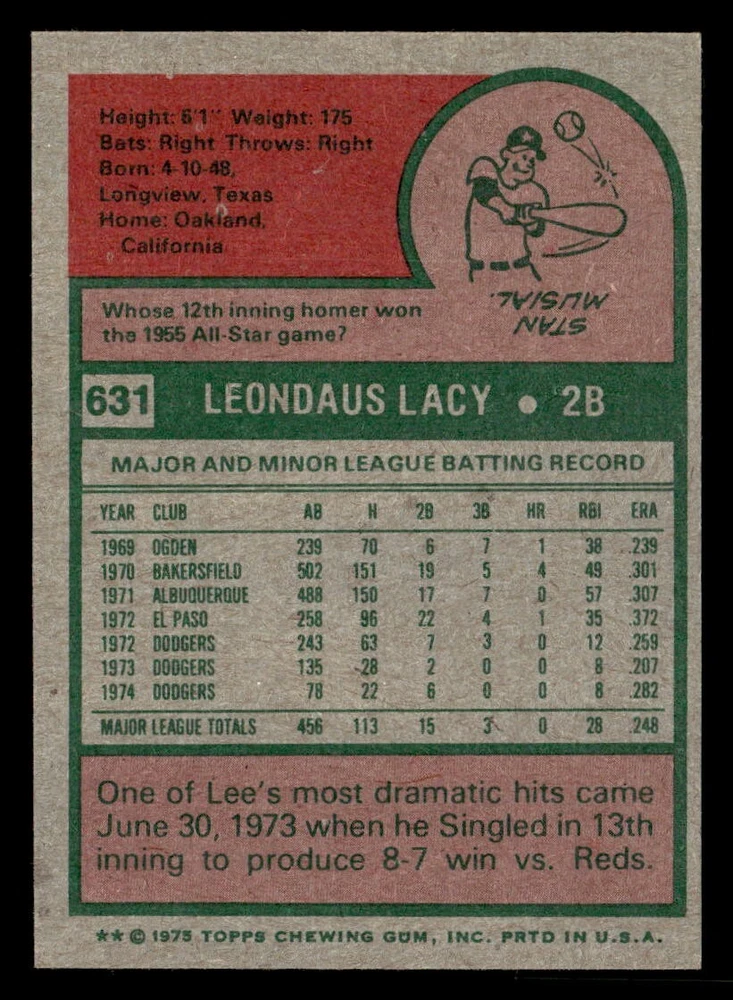 Height: 6'1" Weight: 175
Bats: Right Throws: Right
Born: 4-10-48,
Longview, Texas
Home: Oakland,
California
Whose 12th inning homer won
the 1955 All-Star game?
STAN
MUSIAL.
631 LEONDAUS LACY • 2B
MAJOR AND MINOR LEAGUE BATTING RECORD
YEAR CLUB AB H 2B 3B HR RBI ERA
1969 OGDEN 239 70 6 7 1 38 .239
1970 BAKERSFIELD 502 151 19 5 4 49 .301
1971 ALBUQUERQUE 488 150 17 7 0 57 .307
1972 EL PASO 258 96 22 4 1 35 .372
1972 DODGERS 243 63 7 3 0 12 .259
1973 DODGERS 135 28 2 0 0 8 .207
1974 DODGERS 78 22 6 0 0 8 .282
MAJOR LEAGUE TOTALS 456 113 15 3 0 28 .248
One of Lee's most dramatic hits came
June 30, 1973 when he Singled in 13th
inning to produce 8-7 win vs. Reds.
** © 1975 TOPPS CHEWING GUM, INC. PRTD IN U.S.A.